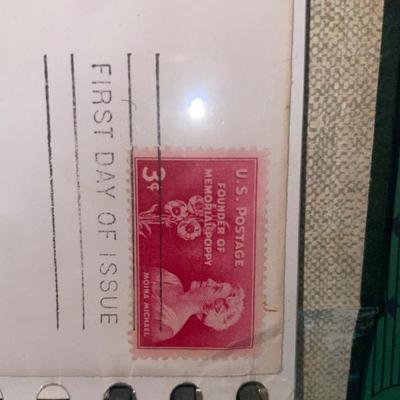 FIRST DAY OF ISSUE
U.S. POSTAGE
FOUNDER OF
MEMORIAL POPPY
3¢
MOINA MICHAEL